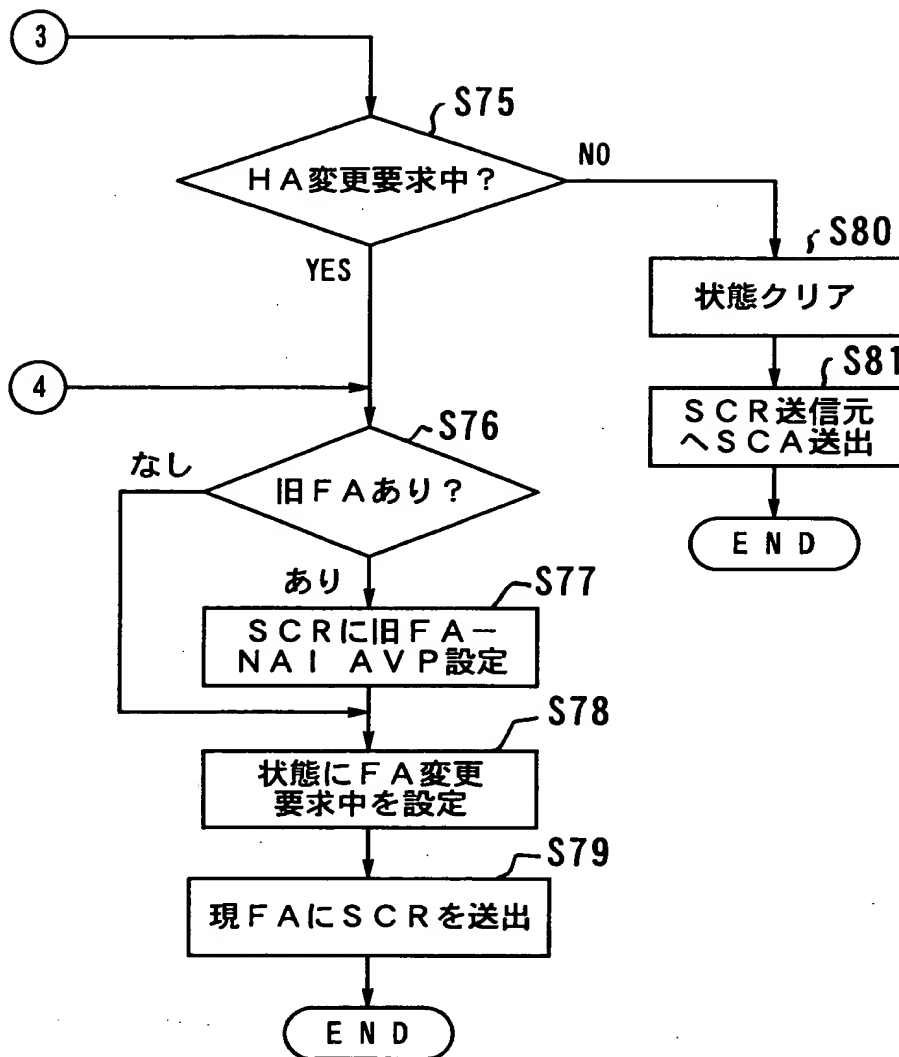 3
S75
HA変更要求中?
NO
YES
S80
状態クリア
S81
SCR送信元
へSCA送出
END
4
S76
なし
旧FAあり?
あり
S77
SCRに旧FA-
NAI AVP設定
S78
状態にFA変更
要求中を設定
S79
現FAにSCRを送出
END